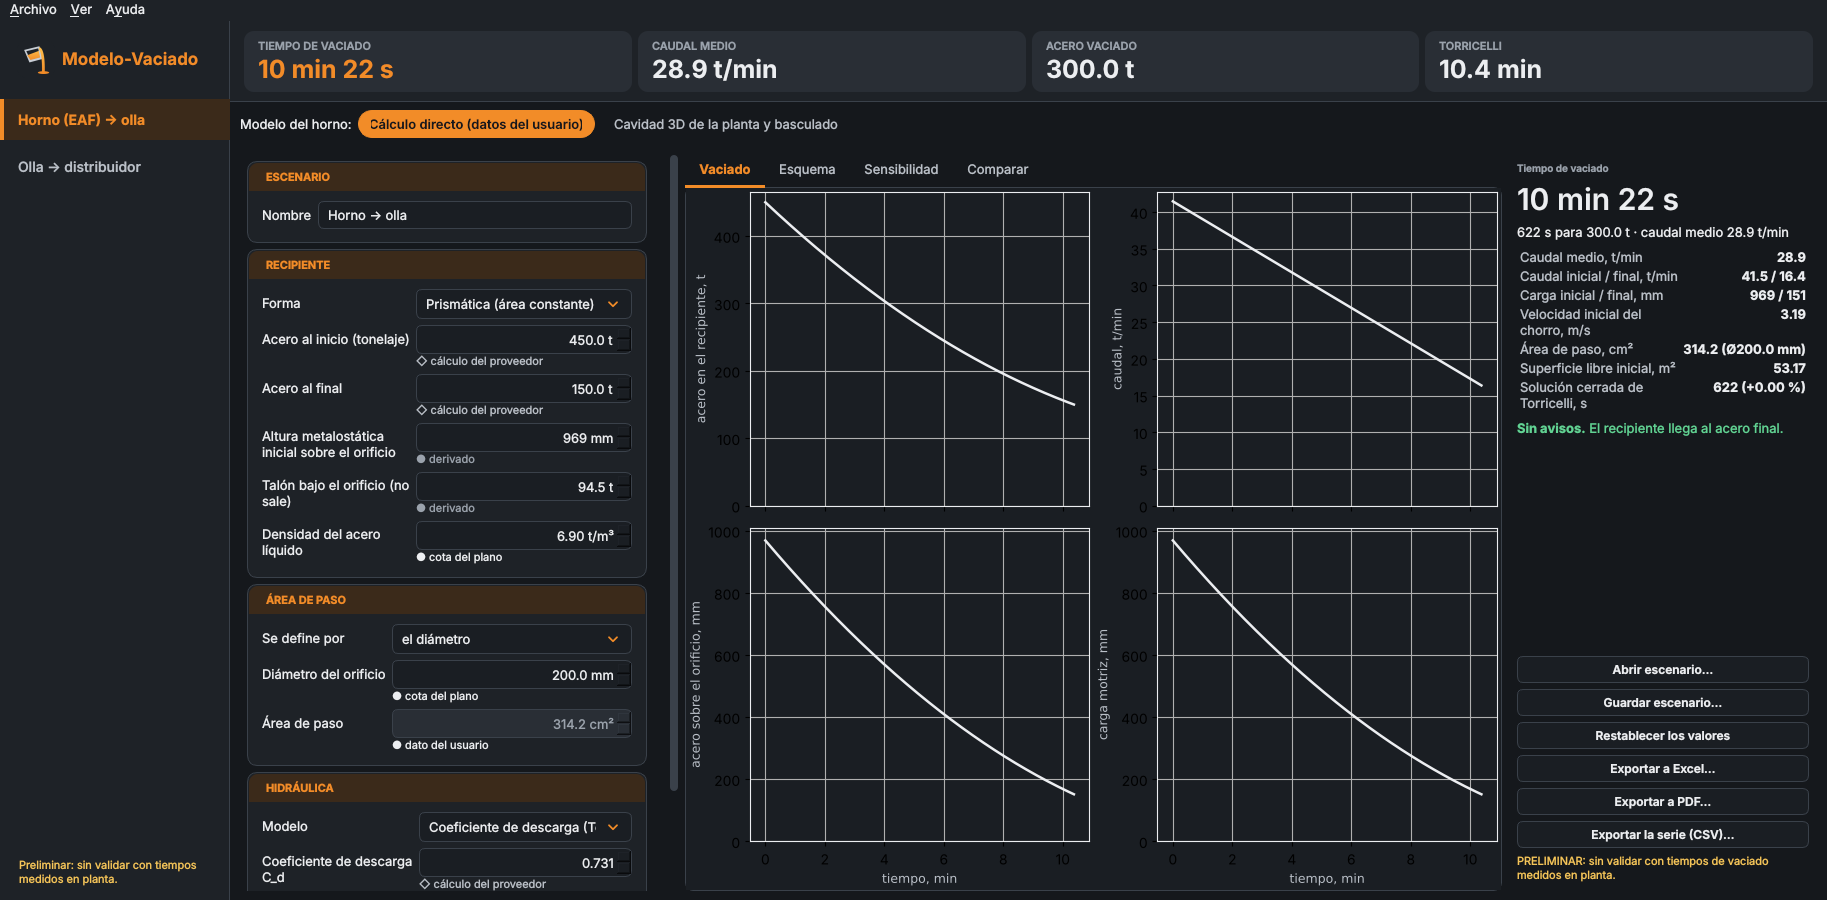 Archivo Ver Ayuda
Modelo-Vaciado
TIEMPO DE VACIADO
10 min 22 s
CAUDAL MEDIO
28.9 t/min
ACERO VACIADO
300.0 t
TORRICELLI
10.4 min
Horno (EAF) → olla
Olla → distribuidor
Modelo del horno: Cálculo directo (datos del usuario) Cavidad 3D de la planta y basculado
ESCENARIO
Nombre Horno → olla
RECIPIENTE
Forma Prismática (área constante)
Acero al inicio (tonelaje) 450.0 t
◇ cálculo del proveedor
Acero al final 150.0 t
◇ cálculo del proveedor
Altura metalostática
inicial sobre el orificio 969 mm
● derivado
Talón bajo el orificio (no
sale) 94.5 t
● derivado
Densidad del acero
líquido 6.90 t/m³
● cota del plano
ÁREA DE PASO
Se define por el diámetro
Diámetro del orificio 200.0 mm
● cota del plano
Área de paso 314.2 cm²
● dato del usuario
HIDRÁULICA
Modelo Coeficiente de descarga (T
Coeficiente de descarga
C_d 0.731
◇ cálculo del proveedor
Vaciado Esquema Sensibilidad Comparar
acero en el recipiente, t
400
300
200
100
0
caudal, t/min
40
35
30
25
20
15
10
5
0
acero sobre el orificio, mm
1000
800
600
400
200
0
0 2 4 6 8 10
tiempo, min
carga motriz, mm
1000
800
600
400
200
0
0 2 4 6 8 10
tiempo, min
Tiempo de vaciado
10 min 22 s
622 s para 300.0 t · caudal medio 28.9 t/min
Caudal medio, t/min 28.9
Caudal inicial / final, t/min 41.5 / 16.4
Carga inicial / final, mm 969 / 151
Velocidad inicial del 3.19
chorro, m/s
Área de paso, cm² 314.2 (Ø200.0 mm)
Superficie libre inicial, m² 53.17
Solución cerrada de 622 (+0.00 %)
Torricelli, s
Sin avisos. El recipiente llega al acero final.
Abrir escenario...
Guardar escenario...
Restablecer los valores
Exportar a Excel...
Exportar a PDF...
Exportar la serie (CSV)...
PRELIMINAR: sin validar con tiempos de vaciado
medidos en planta.
Preliminar: sin validar con tiempos
medidos en planta.